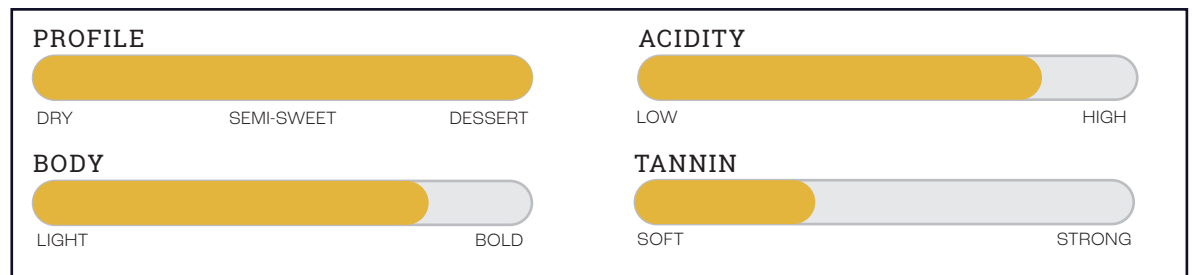 PROFILE
DRY SEMI-SWEET DESSERT
ACIDITY
LOW HIGH
BODY
LIGHT BOLD
TANNIN
SOFT STRONG